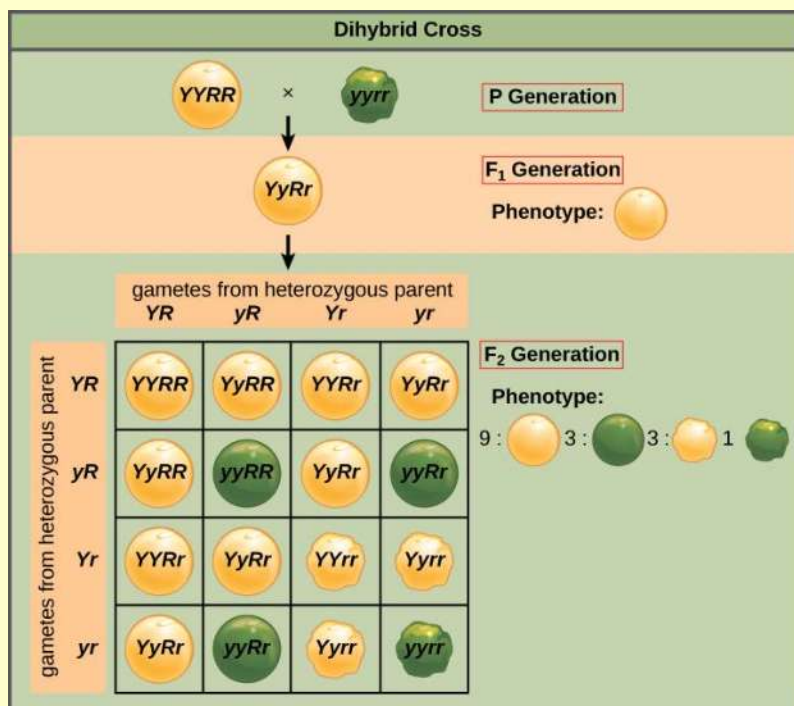 Dihybrid Cross
YYRR × yyrr
P Generation
YyRr
F₁ Generation
Phenotype:
gametes from heterozygous parent
YR yR Yr yr
gametes from heterozygous parent
YR YYRR YyRR YYRr YyRr
yR YyRR yyRR YyRr yyRr
Yr YYRr YyRr YYrr Yyrr
yr YyRr yyRr Yyrr yyrr
F₂ Generation
Phenotype:
9 : 3 : 3 : 1